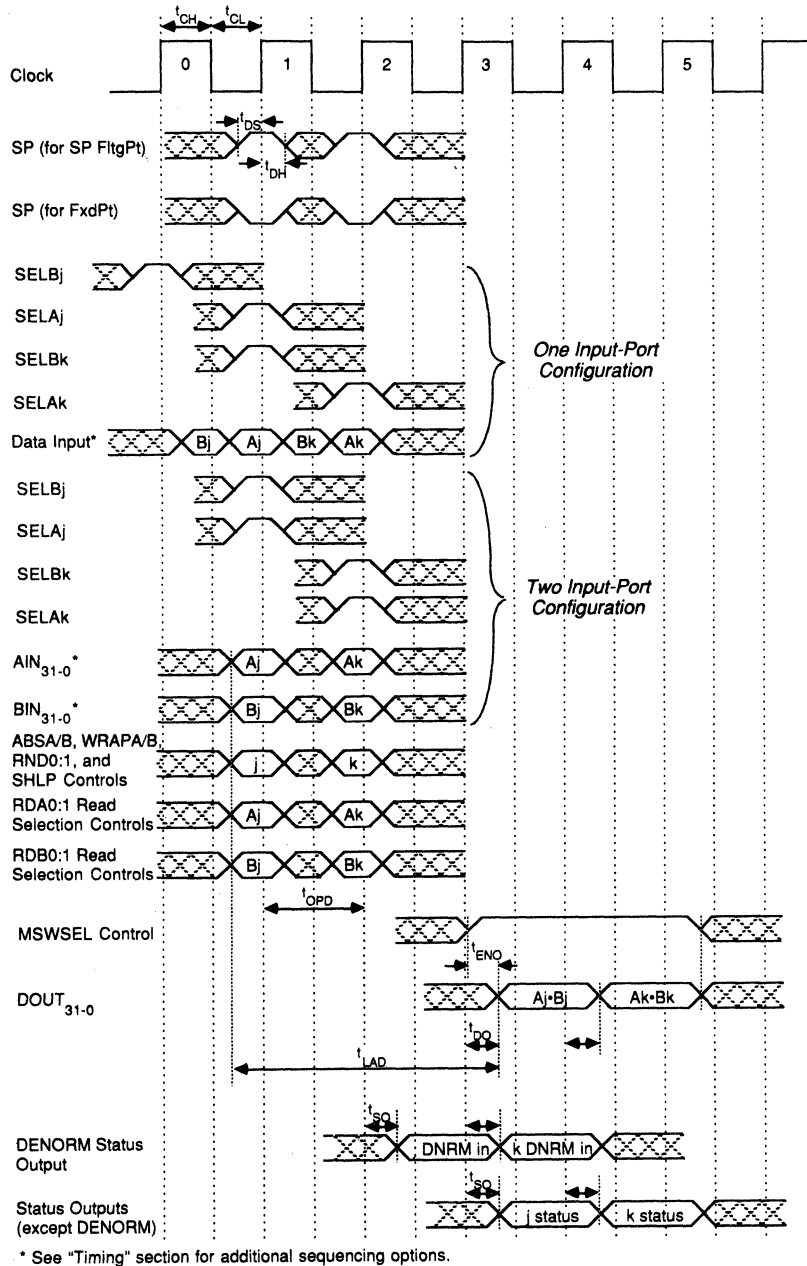 tCH tCL
Clock 0 1 2 3 4 5
tDS
SP (for SP FltgPt)
tDH
SP (for FxdPt)
SELBj
SELAj
One Input-Port
Configuration
SELBk
SELAk
Data Input* Bj Aj Bk Ak
SELBj
SELAj
SELBk
Two Input-Port
Configuration
SELAk
AIN31-0* Aj Ak
BIN31-0* Bj Bk
ABSA/B, WRAPA/B,
RND0:1, and
SHLP Controls j k
RDA0:1 Read
Selection Controls Aj Ak
RDB0:1 Read
Selection Controls Bj Bk
tOPD
MSWSEL Control
tENO
DOUT31-0 Aj•Bj Ak•Bk
tDO
tLAD
tSO
DENORM Status
Output DNRM in k DNRM in
tSO
Status Outputs
(except DENORM) j status k status
* See "Timing" section for additional sequencing options.